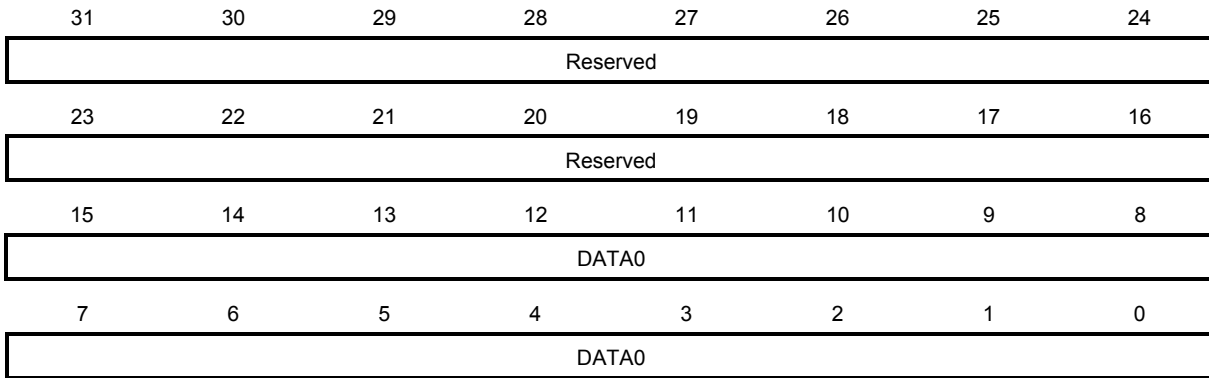 31 30 29 28 27 26 25 24
Reserved
23 22 21 20 19 18 17 16
Reserved
15 14 13 12 11 10 9 8
DATA0
7 6 5 4 3 2 1 0
DATA0